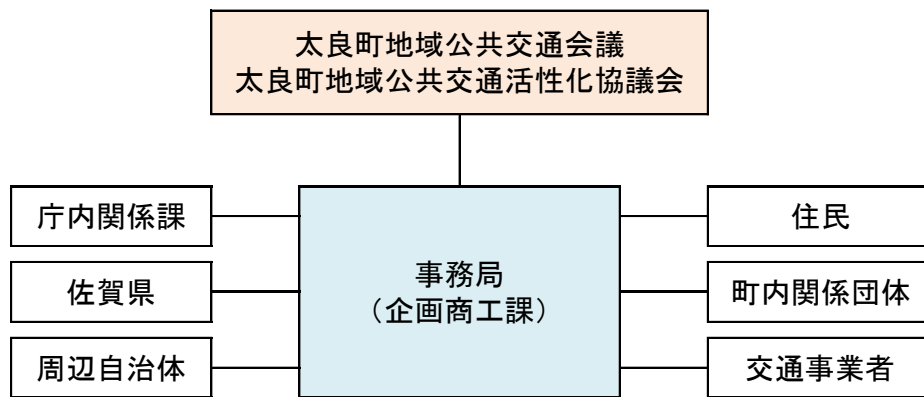 太良町地域公共交通会議
太良町地域公共交通活性化協議会
庁内関係課
佐賀県
周辺自治体
事務局
（企画商工課）
住民
町内関係団体
交通事業者